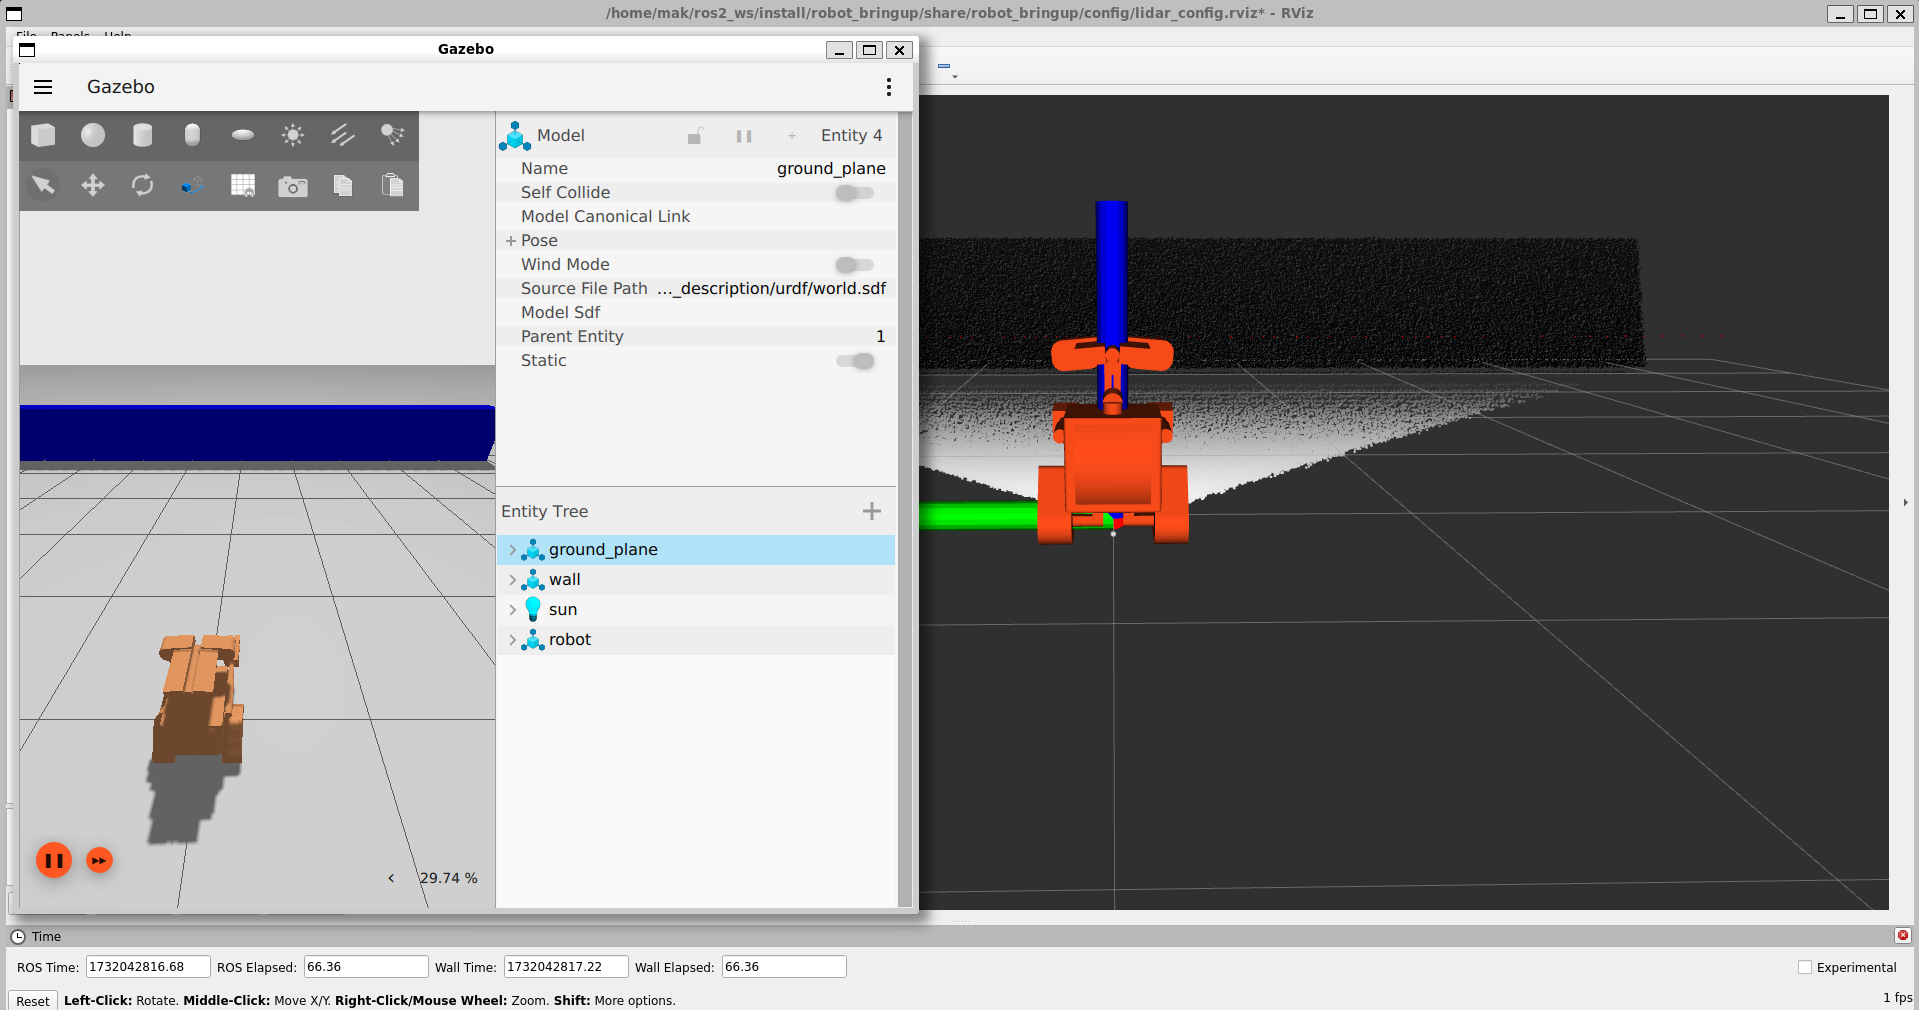 /home/mak/ros2_ws/install/robot_bringup/share/robot_bringup/config/lidar_config.rviz* - RViz
File Panels Help
Gazebo
Gazebo
Model Entity 4
Name ground_plane
Self Collide
Model Canonical Link
Pose
Wind Mode
Source File Path ..._description/urdf/world.sdf
Model Sdf
Parent Entity 1
Static
Entity Tree
ground_plane
wall
sun
robot
29.74 %
Time
ROS Time: 1732042816.68 ROS Elapsed: 66.36 Wall Time: 1732042817.22 Wall Elapsed: 66.36 Experimental
Reset Left-Click: Rotate. Middle-Click: Move X/Y. Right-Click/Mouse Wheel: Zoom. Shift: More options. 1 fps